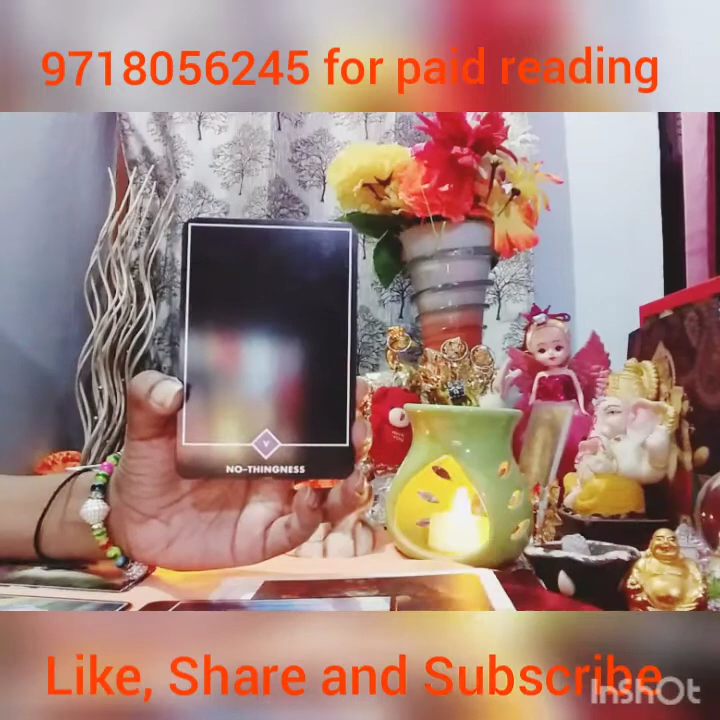 9718056245 for paid reading
V
NO-THINGNESS
Like, Share and Subscribe
InShOt